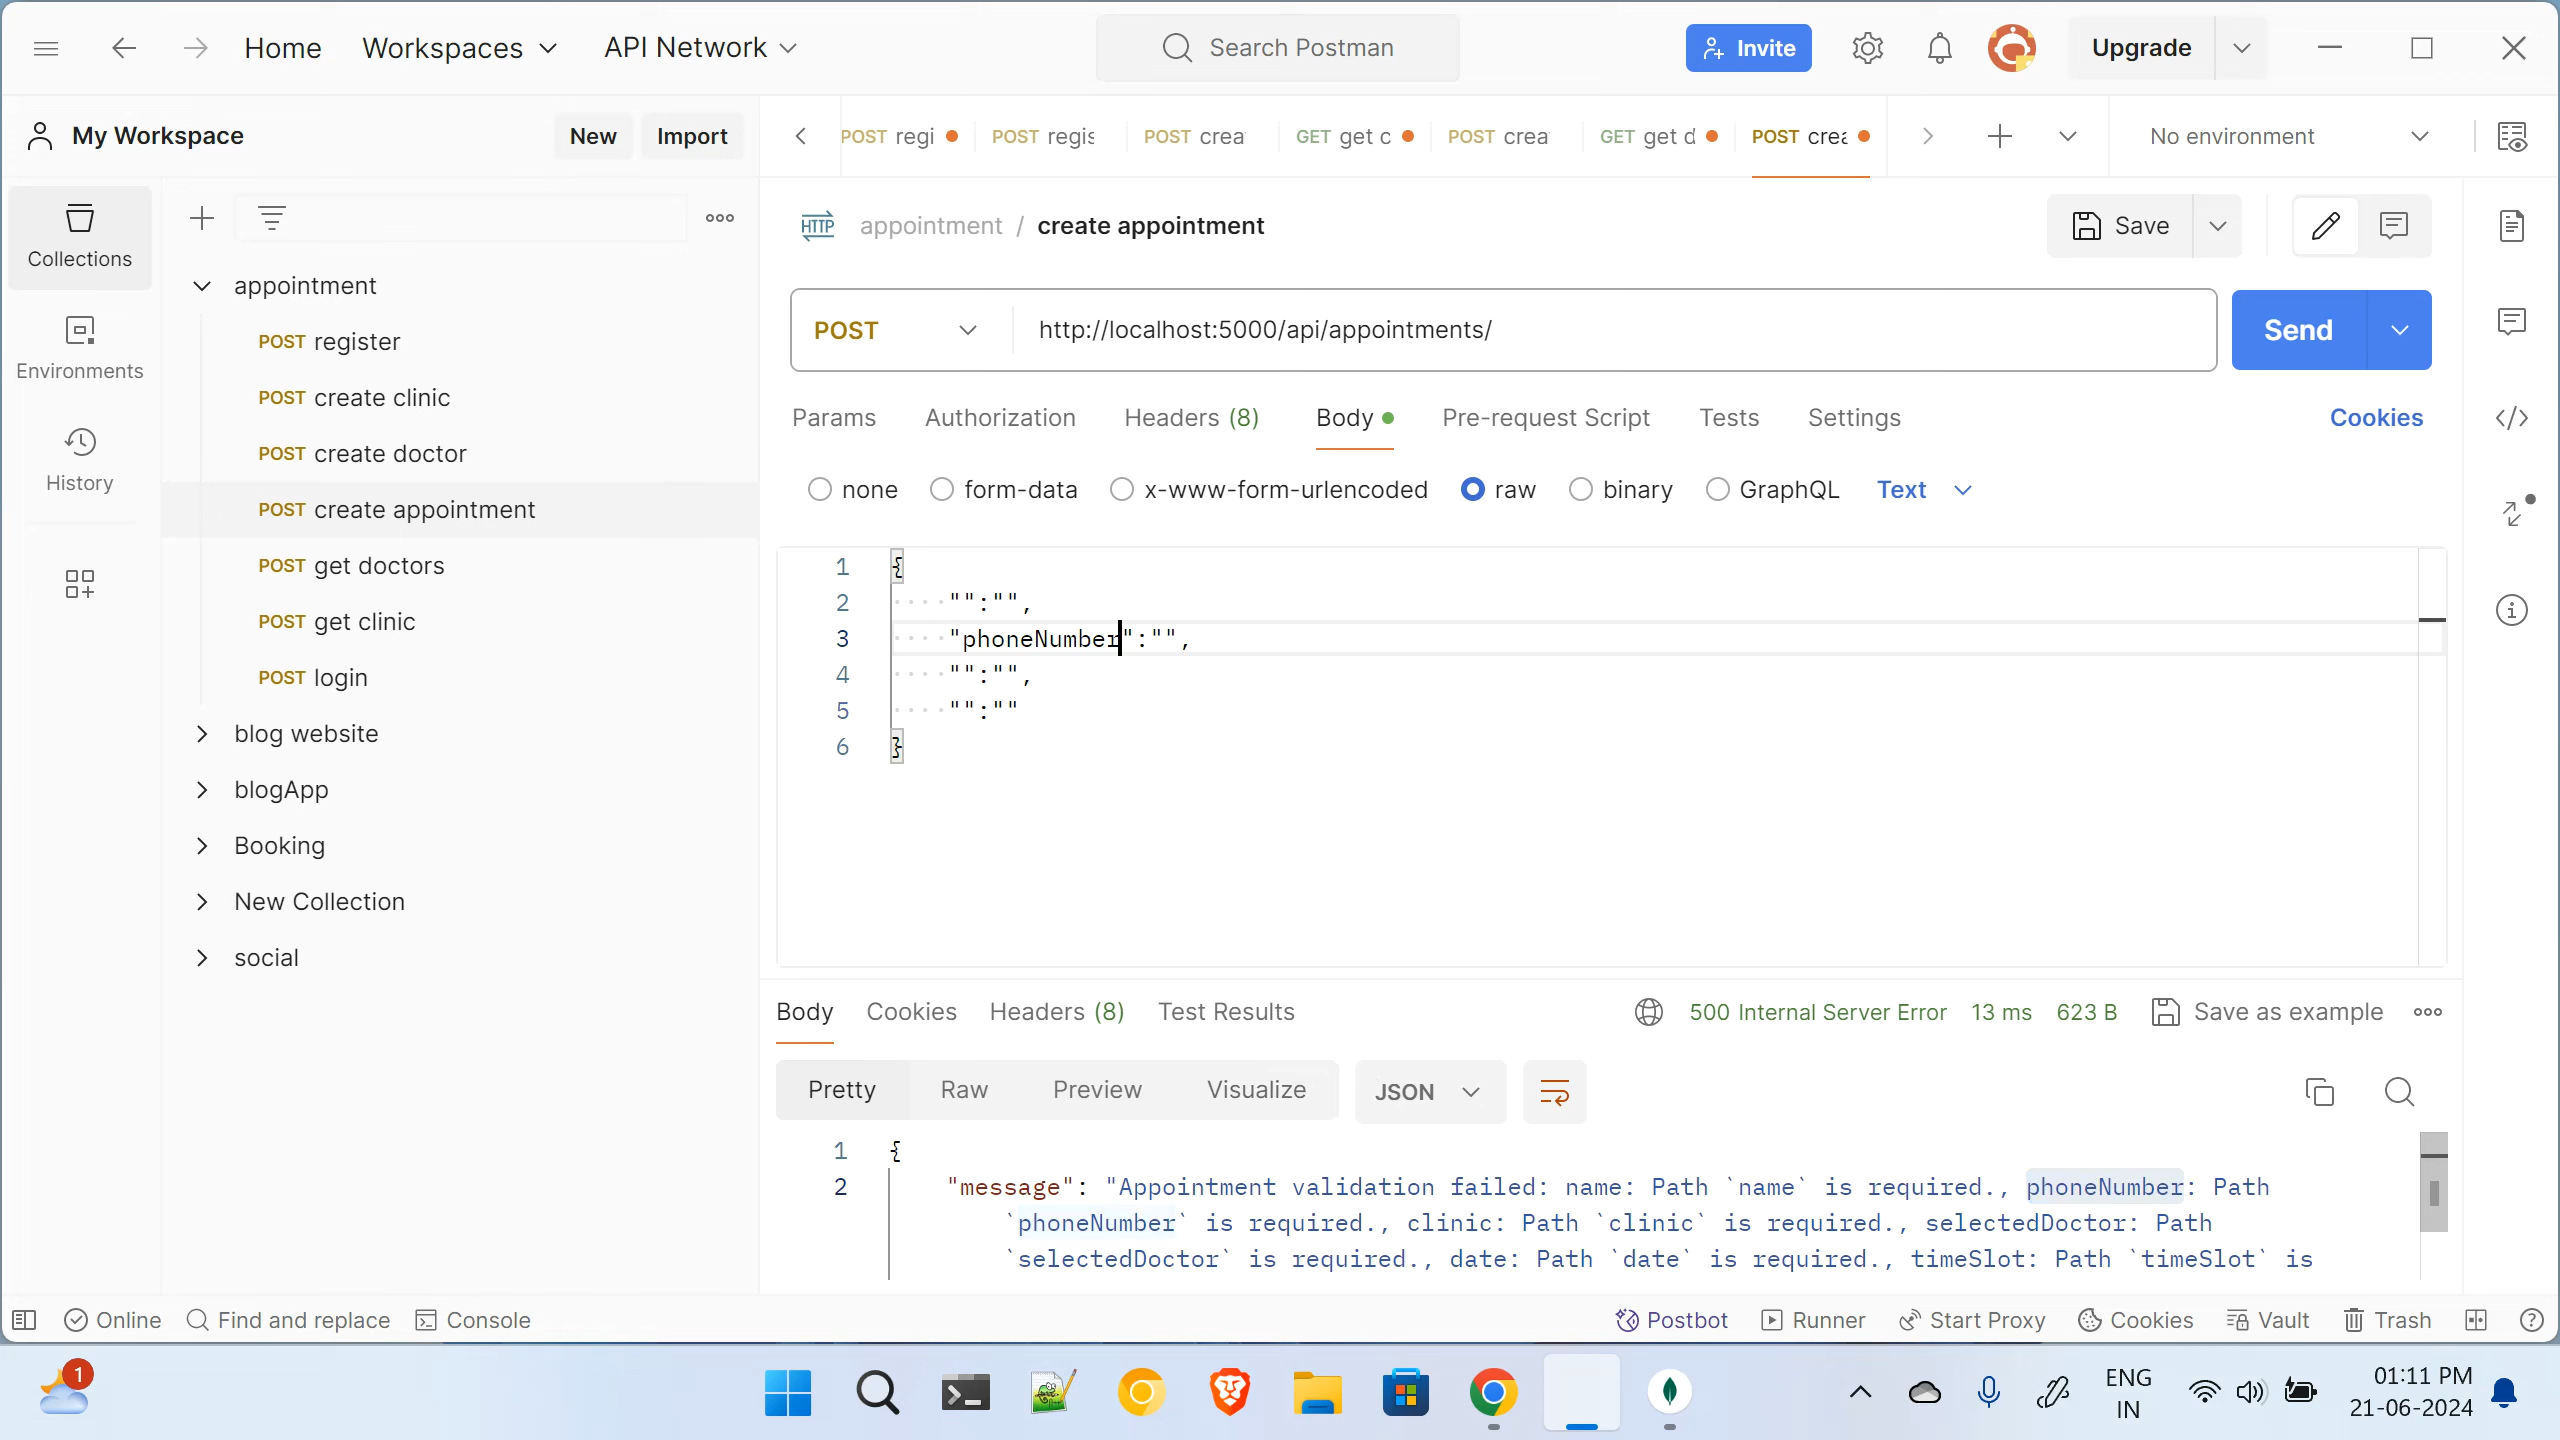 Home
Workspaces
API Network
Search Postman
Invite
Upgrade
My Workspace
New
Import
POST regi
POST regis
POST crea
GET get c
POST crea
GET get d
POST crea
No environment
Collections
Environments
History
appointment
POST register
POST create clinic
POST create doctor
POST create appointment
POST get doctors
POST get clinic
POST login
blog website
blogApp
Booking
New Collection
social
HTTP
appointment / create appointment
Save
POST
http://localhost:5000/api/appointments/
Send
Params
Authorization
Headers (8)
Body
Pre-request Script
Tests
Settings
Cookies
none
form-data
x-www-form-urlencoded
raw
binary
GraphQL
Text
1 {
2 "":"",
3 "phoneNumber":"",
4 "":"",
5 "":""
6 }
Body
Cookies
Headers (8)
Test Results
500 Internal Server Error
13 ms
623 B
Save as example
Pretty
Raw
Preview
Visualize
JSON
1 {
2 "message": "Appointment validation failed: name: Path `name` is required., phoneNumber: Path
`phoneNumber` is required., clinic: Path `clinic` is required., selectedDoctor: Path
`selectedDoctor` is required., date: Path `date` is required., timeSlot: Path `timeSlot` is
Online
Find and replace
Console
Postbot
Runner
Start Proxy
Cookies
Vault
Trash
1
ENG
IN
01:11 PM
21-06-2024